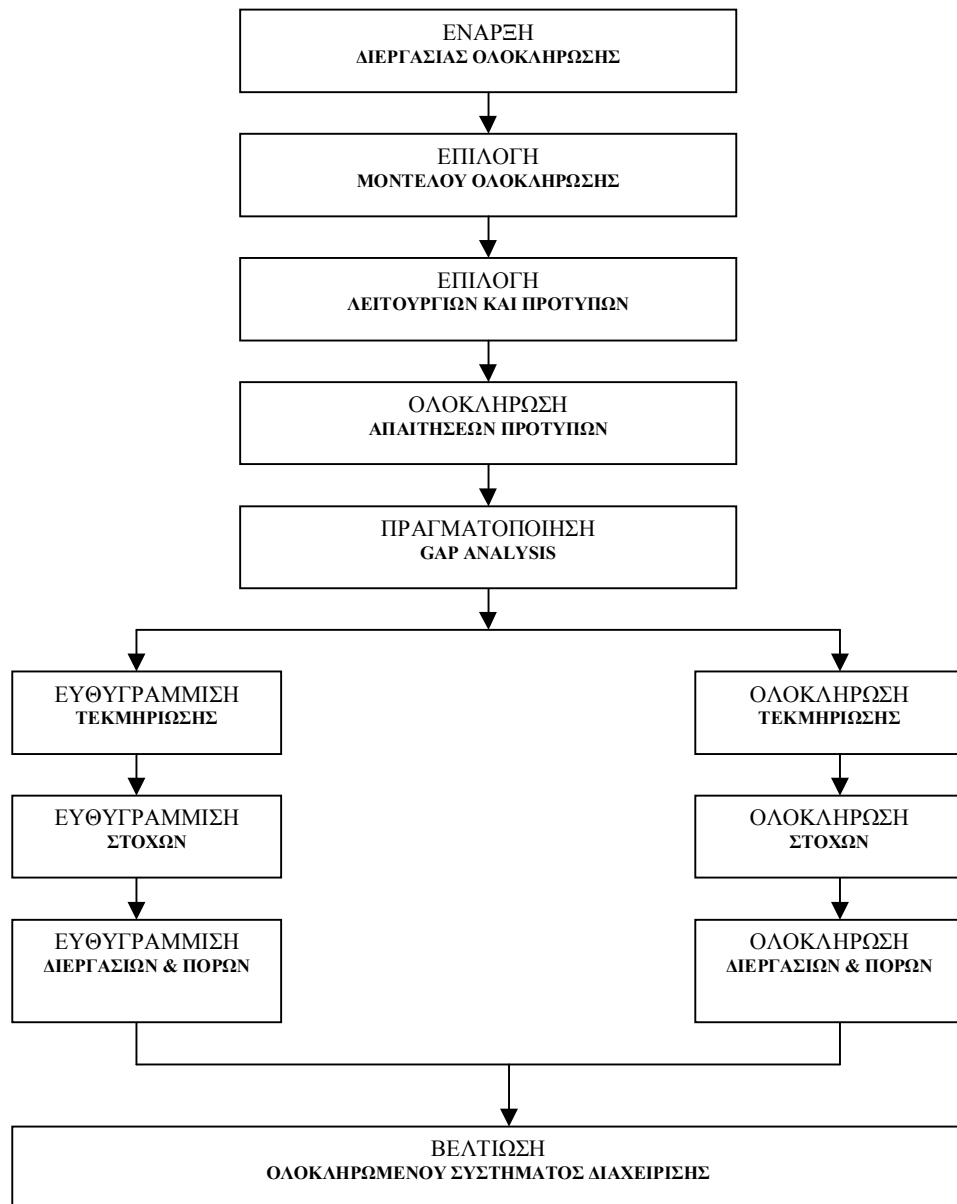 ΕΝΑΡΞΗ
ΔΙΕΡΓΑΣΙΑΣ ΟΛΟΚΛΗΡΩΣΗΣ
ΕΠΙΛΟΓΗ
ΜΟΝΤΕΛΟΥ ΟΛΟΚΛΗΡΩΣΗΣ
ΕΠΙΛΟΓΗ
ΛΕΙΤΟΥΡΓΙΩΝ ΚΑΙ ΠΡΟΤΥΠΩΝ
ΟΛΟΚΛΗΡΩΣΗ
ΑΠΑΙΤΗΣΕΩΝ ΠΡΟΤΥΠΩΝ
ΠΡΑΓΜΑΤΟΠΟΙΗΣΗ
GAP ANALYSIS
ΕΥΘΥΓΡΑΜΜΙΣΗ
ΤΕΚΜΗΡΙΩΣΗΣ
ΟΛΟΚΛΗΡΩΣΗ
ΤΕΚΜΗΡΙΩΣΗΣ
ΕΥΘΥΓΡΑΜΜΙΣΗ
ΣΤΟΧΩΝ
ΟΛΟΚΛΗΡΩΣΗ
ΣΤΟΧΩΝ
ΕΥΘΥΓΡΑΜΜΙΣΗ
ΔΙΕΡΓΑΣΙΩΝ & ΠΟΡΩΝ
ΟΛΟΚΛΗΡΩΣΗ
ΔΙΕΡΓΑΣΙΩΝ & ΠΟΡΩΝ
ΒΕΛΤΙΩΣΗ
ΟΛΟΚΛΗΡΩΜΕΝΟΥ ΣΥΣΤΗΜΑΤΟΣ ΔΙΑΧΕΙΡΙΣΗΣ